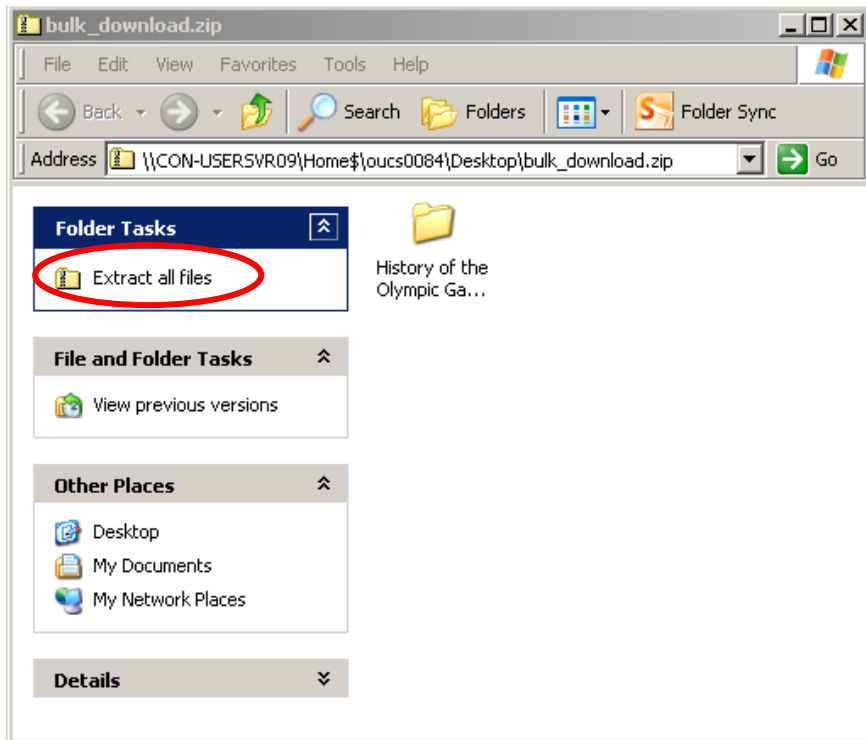 bulk_download.zip
File Edit View Favorites Tools Help
Back Search Folders Folder Sync
Address \\CON-USERSVR09\Home$\oucs0084\Desktop\bulk_download.zip Go
Folder Tasks
Extract all files
History of the
Olympic Ga...
File and Folder Tasks
View previous versions
Other Places
Desktop
My Documents
My Network Places
Details